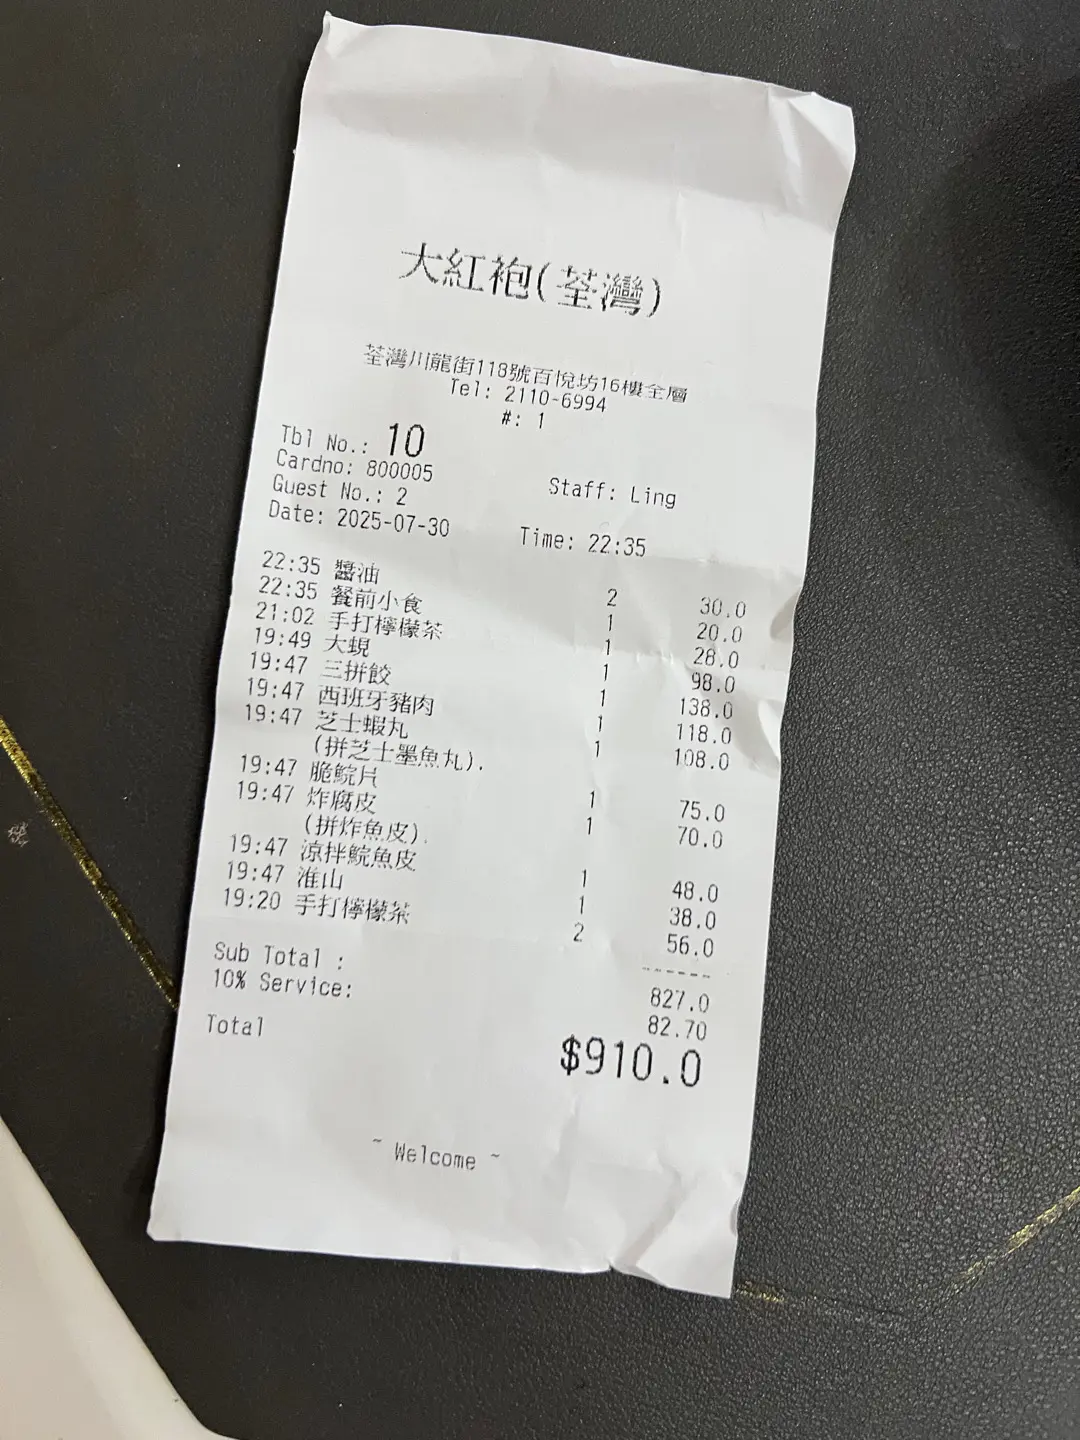 大紅袍(荃灣)
荃灣川龍街118號百悅坊16樓全層
Tel: 2110-6994
#: 1
Tbl No.: 10
Cardno: 800005
Guest No.: 2 Staff: Ling
Date: 2025-07-30 Time: 22:35
22:35 醬油 2 30.0
22:35 餐前小食 1 20.0
21:02 手打檸檬茶 1 28.0
19:49 大蜆 1 98.0
19:47 三拼餃 1 138.0
19:47 西班牙豬肉 1 118.0
19:47 芝士蝦丸 1 108.0
(拼芝士墨魚丸).
19:47 脆鯇片 1 75.0
19:47 炸腐皮 1 70.0
(拼炸魚皮).
19:47 涼拌鯇魚皮 1 48.0
19:47 淮山 1 38.0
19:20 手打檸檬茶 2 56.0
------
Sub Total : 827.0
10% Service: 82.70
Total $910.0
~ Welcome ~